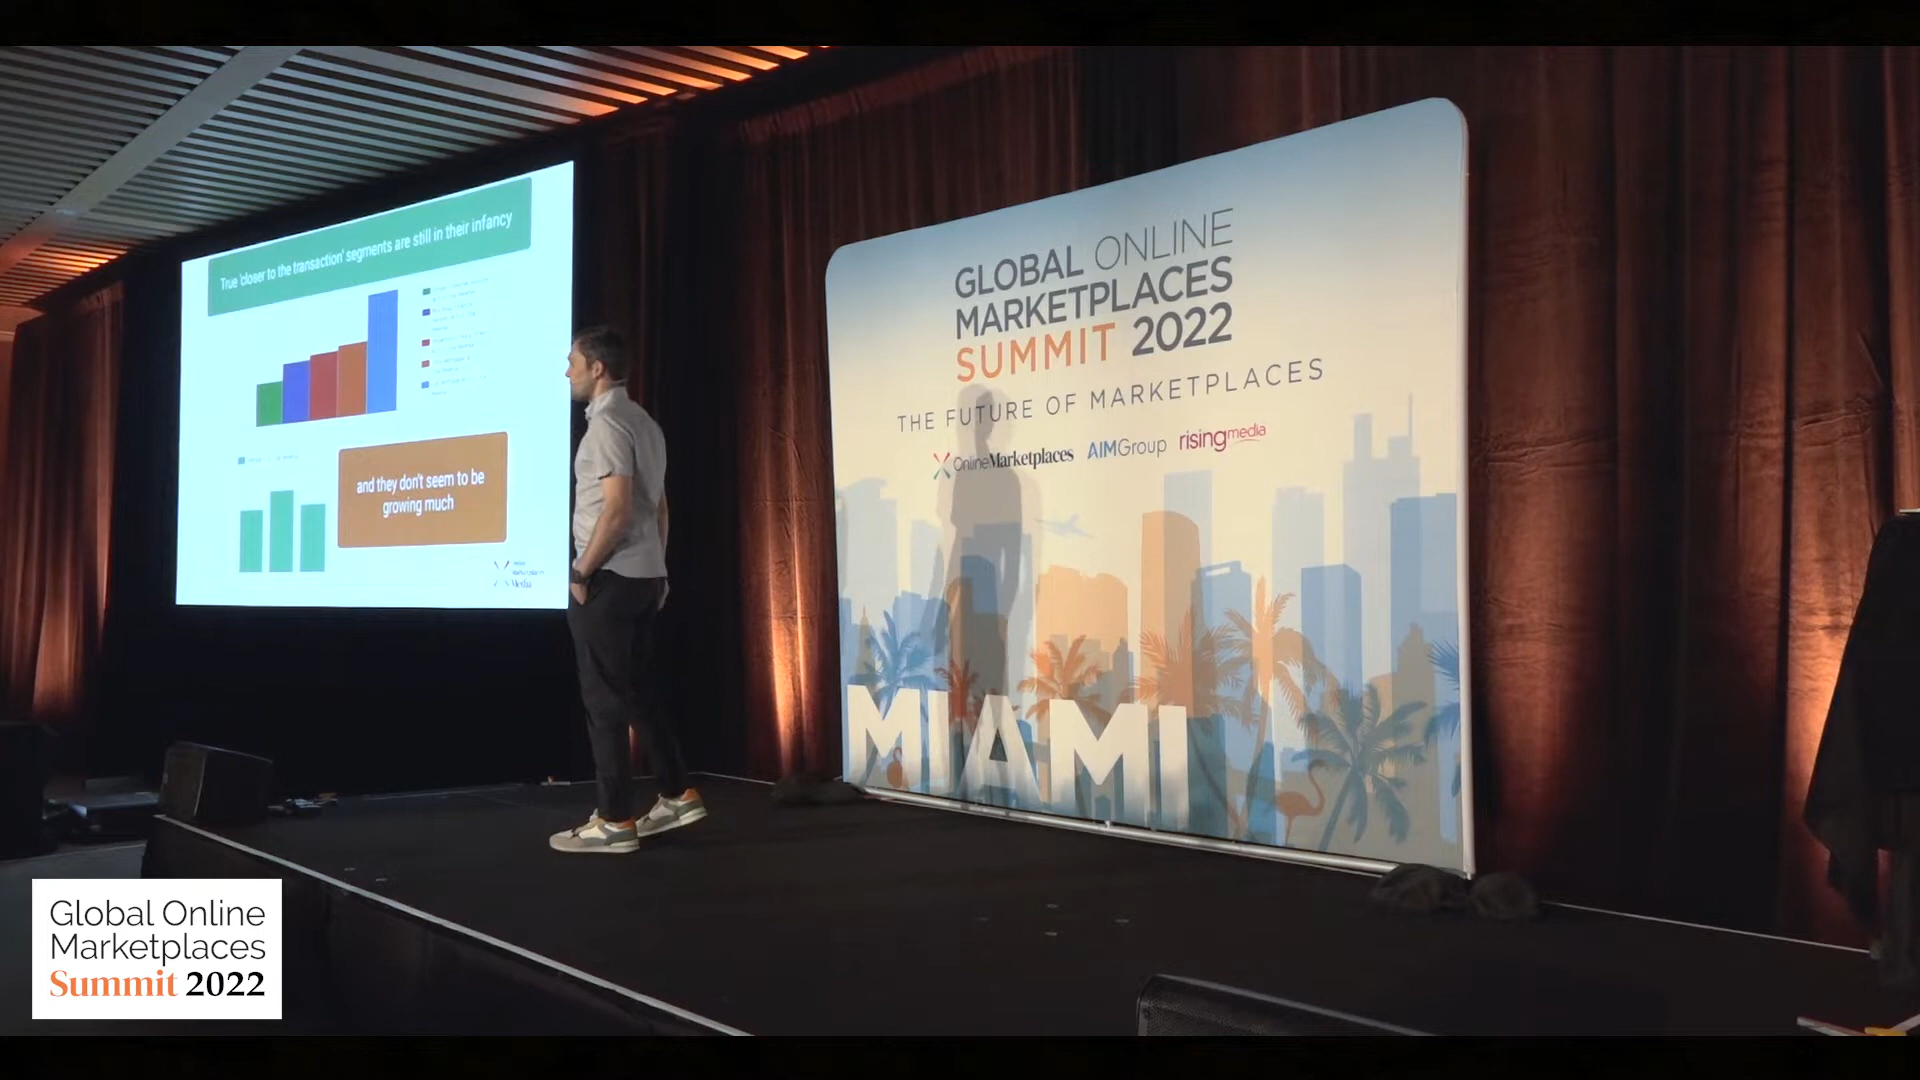 True 'closer to the transaction' segments are still in their infancy
and they don't seem to be
growing much
Media
GLOBAL ONLINE
MARKETPLACES
SUMMIT 2022
THE FUTURE OF MARKETPLACES
OnlineMarketplaces AIMGroup risingmedia
MIAMI
Global Online
Marketplaces
Summit 2022